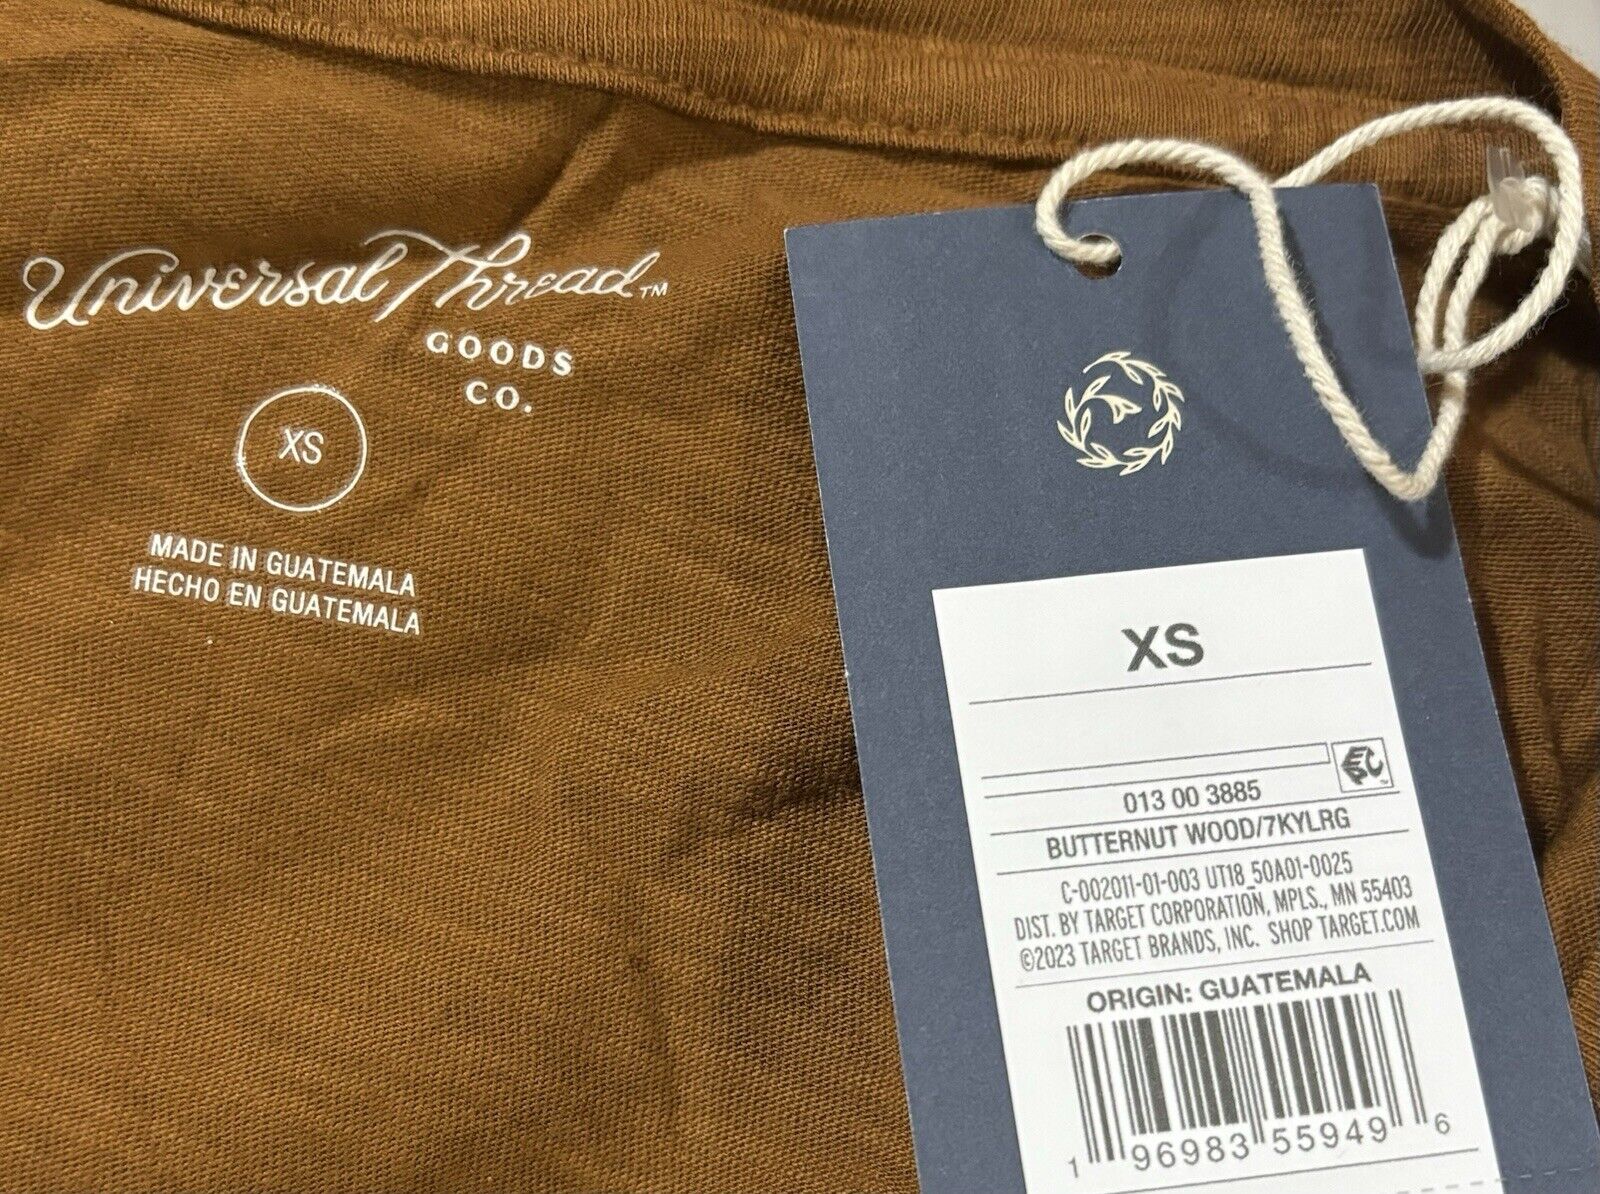 Universal Thread™
GOODS
CO.
XS
MADE IN GUATEMALA
HECHO EN GUATEMALA
XS
EPC
013 00 3885
BUTTERNUT WOOD/7KYLRG
C-002011-01-003 UT18_50A01-0025
DIST. BY TARGET CORPORATION, MPLS., MN 55403
©2023 TARGET BRANDS, INC. SHOP TARGET.COM
ORIGIN: GUATEMALA
1 96983 55949 6